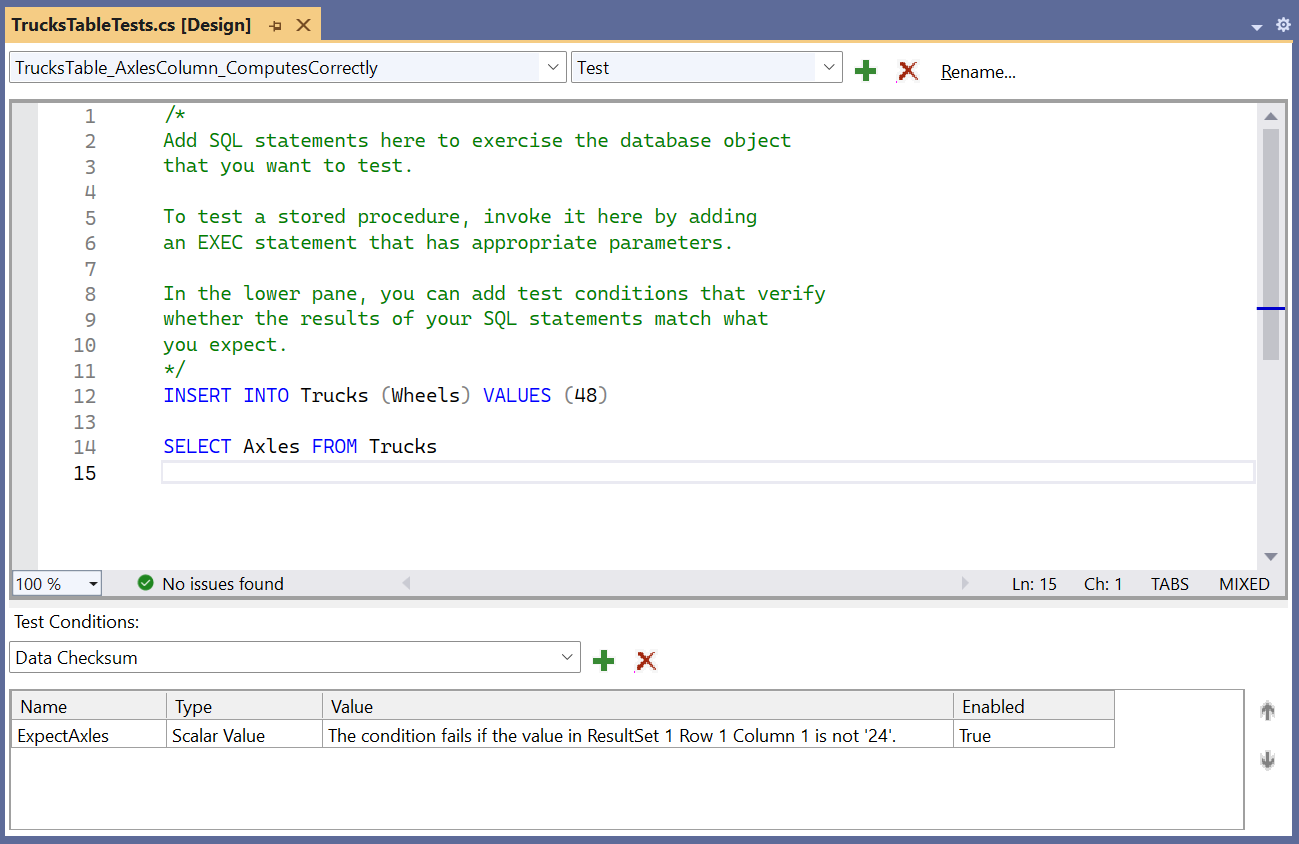 TrucksTableTests.cs [Design]
TrucksTable_AxlesColumn_ComputesCorrectly Test Rename...
1 /*
2 Add SQL statements here to exercise the database object
3 that you want to test.
4
5 To test a stored procedure, invoke it here by adding
6 an EXEC statement that has appropriate parameters.
7
8 In the lower pane, you can add test conditions that verify
9 whether the results of your SQL statements match what
10 you expect.
11 */
12 INSERT INTO Trucks (Wheels) VALUES (48)
13
14 SELECT Axles FROM Trucks
15
100 % No issues found Ln: 15 Ch: 1 TABS MIXED
Test Conditions:
Data Checksum
Name Type Value Enabled
ExpectAxles Scalar Value The condition fails if the value in ResultSet 1 Row 1 Column 1 is not '24'. True